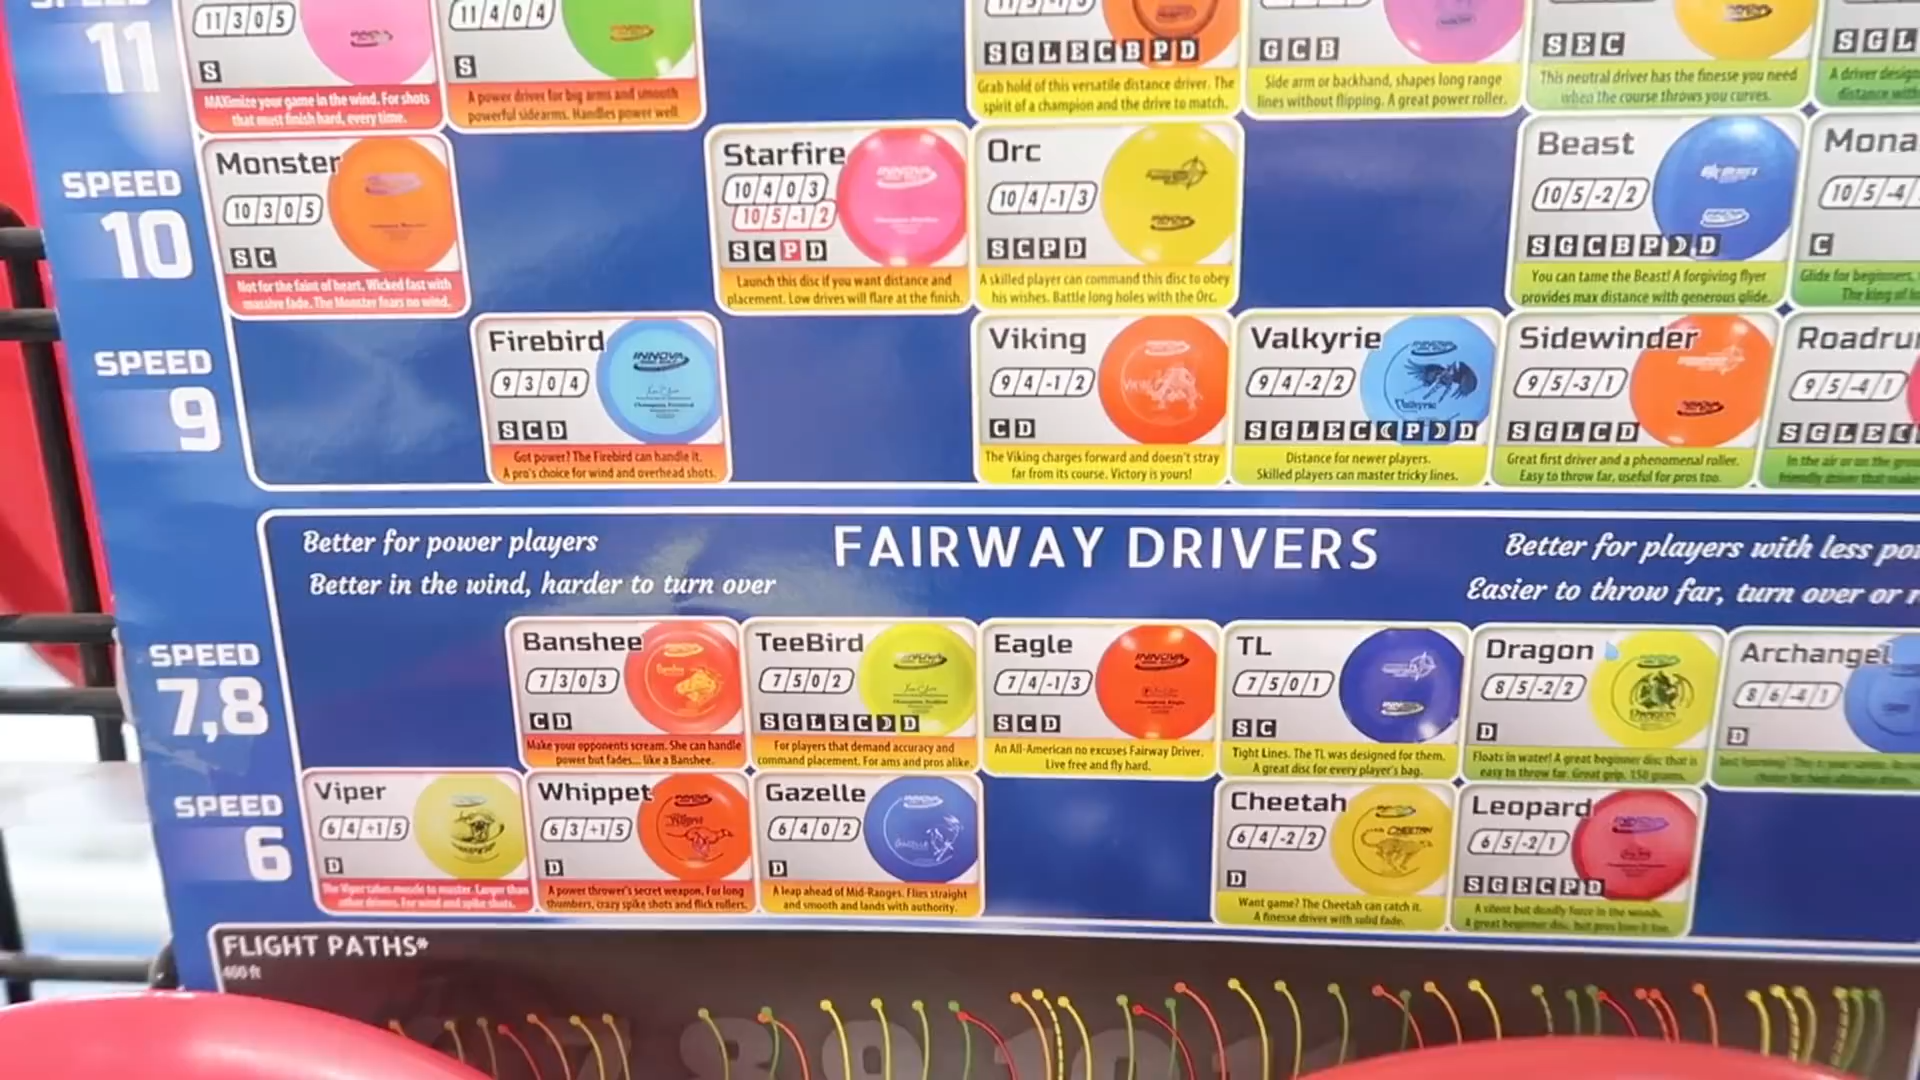 SPEED
11
11 3 0 5
S
MAXimize your game in the wind. For shots
that must finish hard, every time.
11 4 0 4
S
A power driver for big arms and smooth
powerful sidearms. Handles power well.
S G L E C B P D
Grab hold of this versatile distance driver. The
spirit of a champion and the drive to match.
G C B
Side arm or backhand, shapes long range
lines without flipping. A great power roller.
S E C
This neutral driver has the finesse you need
when the course throws you curves.
S G L
A driver
distance with
SPEED
10
Monster
10 3 0 5
S C
Not for the faint of heart. Wicked fast with
massive fade. The Monster fears no wind.
Starfire
10 4 0 3
10 5 -1 2
S C P D
INNOVA
Launch this disc if you want distance and
placement. Low drives will flare at the finish.
Orc
10 4 -1 3
S C P D
A skilled player can command this disc to obey
his wishes. Battle long holes with the Orc.
Beast
10 5 -2 2
S G C B P D
You can tame the Beast! A forgiving flyer
provides max distance with generous glide.
Mona
10 5 -4
C
Glide for beginners.
The king of
SPEED
9
Firebird
9 3 0 4
S C D
INNOVA
Got power? The Firebird can handle it.
A pro's choice for wind and overhead shots.
Viking
9 4 -1 2
C D
The Viking charges forward and doesn't stray
far from its course. Victory is yours!
Valkyrie
9 4 -2 2
S G L E C P D
Valkyrie
Distance for newer players.
Skilled players can master tricky lines.
Sidewinder
9 5 -3 1
S G L C D
Great first driver and a phenomenal roller.
Easy to throw far, useful for pros too.
Roadru
9 5 -4 1
S G L E
In the air or on the
Better for power players
Better in the wind, harder to turn over
FAIRWAY DRIVERS
Better for players with less po
Easier to throw far, turn over or r
SPEED
7,8
Banshee
7 3 0 3
C D
Make your opponents scream. She can handle
power but fades... like a Banshee.
TeeBird
7 5 0 2
S G L E C D
For players that demand accuracy and
command placement. For ams and pros alike.
Eagle
7 4 -1 3
S C D
INNOVA
An All-American no excuses Fairway Driver.
Live free and fly hard.
TL
7 5 0 1
S C
Tight Lines. The TL was designed for them.
A great disc for every player's bag.
Dragon
8 5 -2 2
D
DRAGON
Floats in water! A great beginner disc that is
easy to throw far. Great grip. 150 grams.
Archangel
8 6 -4 1
D
SPEED
6
Viper
6 4 +1 5
D
The Viper takes muscle to master. Larger than
other drivers. For wind and spike shots.
Whippet
6 3 +1 5
D
A power thrower's secret weapon. For long
thumbers, crazy spike shots and flick rollers.
Gazelle
6 4 0 2
D
A leap ahead of Mid-Ranges. Flies straight
and smooth and lands with authority.
Cheetah
6 4 -2 2
D
CHEETAH
Want game? The Cheetah can catch it.
A finesse driver with solid fade.
Leopard
6 5 -2 1
S G E C P D
A silent but deadly force in the woods.
A great beginner disc, but pros love it too.
FLIGHT PATHS*
400 ft
7 8 9 10 1